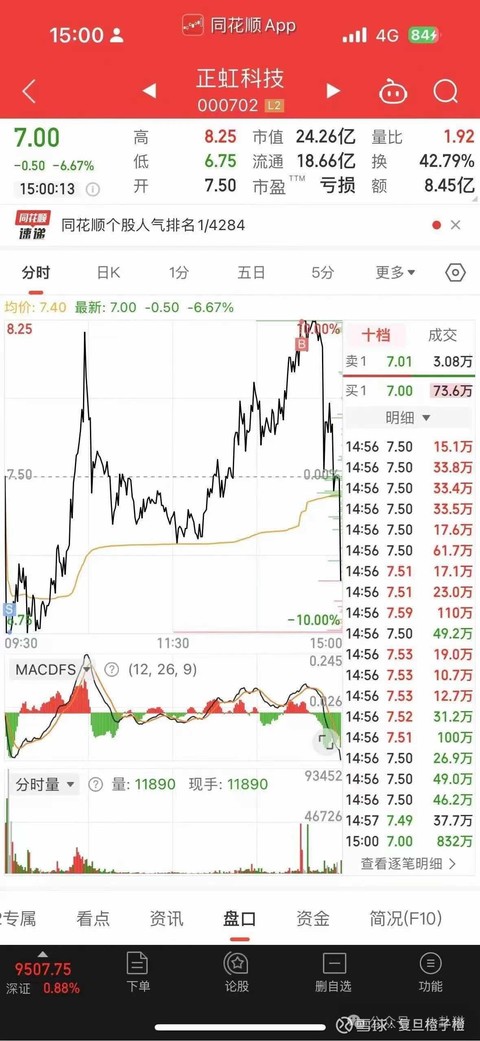 15:00 同花顺App 4G 84
正虹科技
000702 L2
7.00 高 8.25 市值 24.26亿 量比 1.92
-0.50 -6.67% 低 6.75 流通 18.66亿 换 42.79%
15:00:13 开 7.50 市盈TTM 亏损 额 8.45亿
同花顺
速递
同花顺个股人气排名1/4284
分时 日K 1分 五日 5分 更多
均价: 7.40 最新: 7.00 -0.50 -6.67%
8.25 10.00% 十档 成交
B
卖1 7.01 3.08万
买1 7.00 73.6万
明细
14:56 7.50 15.1万
14:56 7.50 33.8万
7.50 0.00%
14:56 7.50 33.4万
14:56 7.50 33.5万
14:56 7.50 17.6万
14:56 7.50 61.7万
14:56 7.51 17.1万
14:56 7.51 23.0万
S
6.75 -10.00%
14:56 7.59 110万
14:56 7.50 49.2万
09:30 11:30 15:00
14:56 7.53 19.0万
MACDFS (12, 26, 9) 0.245
14:56 7.53 10.7万
14:56 7.53 12.7万
0.026
14:56 7.52 31.2万
14:56 7.51 100万
14:56 7.50 26.9万
分时量 量: 11890 现手: 11890 93452
14:56 7.50 49.0万
14:56 7.50 46.2万
46726
14:57 7.49 37.7万
15:00 7.00 832万
查看逐笔明细
专属 看点 资讯 盘口 资金 简况(F10)
9507.75
深证 0.88%
下单 论股 删自选 功能
雪球 复旦橙子橙